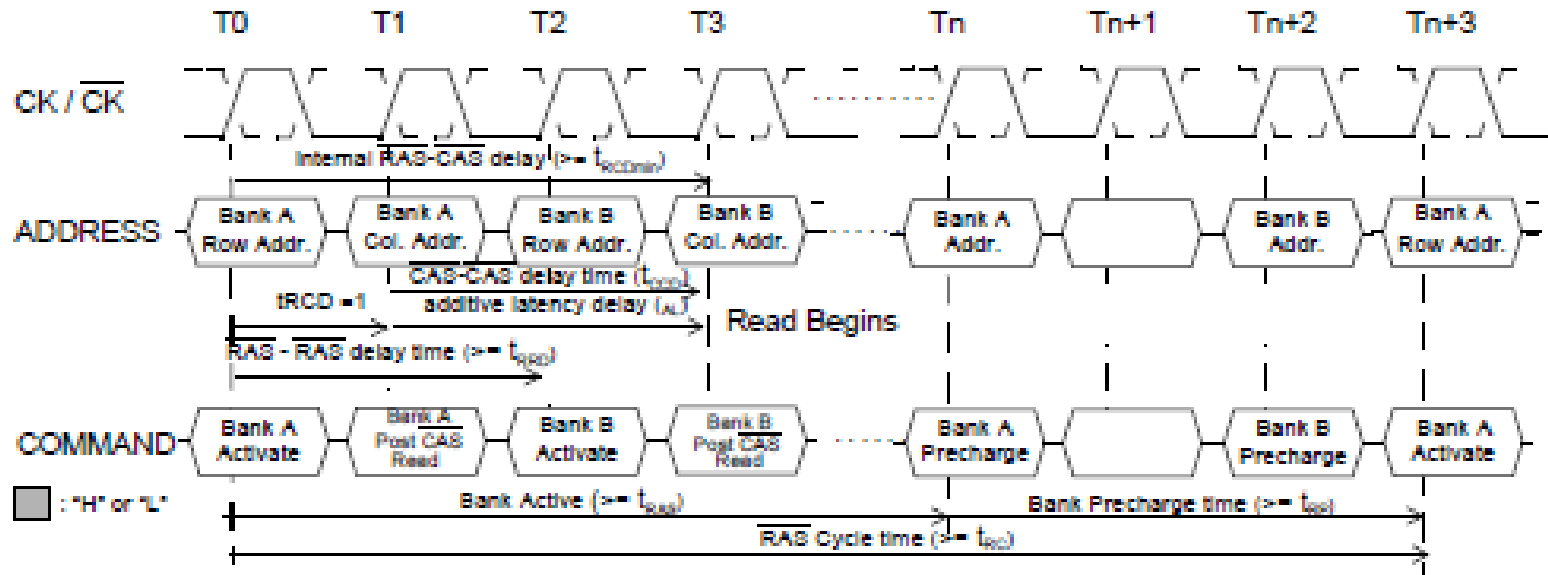 T0 T1 T2 T3 Tn Tn+1 Tn+2 Tn+3
CK / CK
Internal RAS-CAS delay (>= tRCDmin)
ADDRESS
Bank A
Row Addr.
Bank A
Col. Addr.
Bank B
Row Addr.
Bank B
Col. Addr.
Bank A
Addr.
Bank B
Addr.
Bank A
Row Addr.
CAS-CAS delay time (tCCD)
tRCD =1
additive latency delay (AL)
Read Begins
RAS - RAS delay time (>= tRRD)
COMMAND
Bank A
Activate
Bank A
Post CAS
Read
Bank B
Activate
Bank B
Post CAS
Read
Bank A
Precharge
Bank B
Precharge
Bank A
Activate
: "H" or "L"
Bank Active (>= tRAS)
Bank Precharge time (>= tRP)
RAS Cycle time (>= tRC)